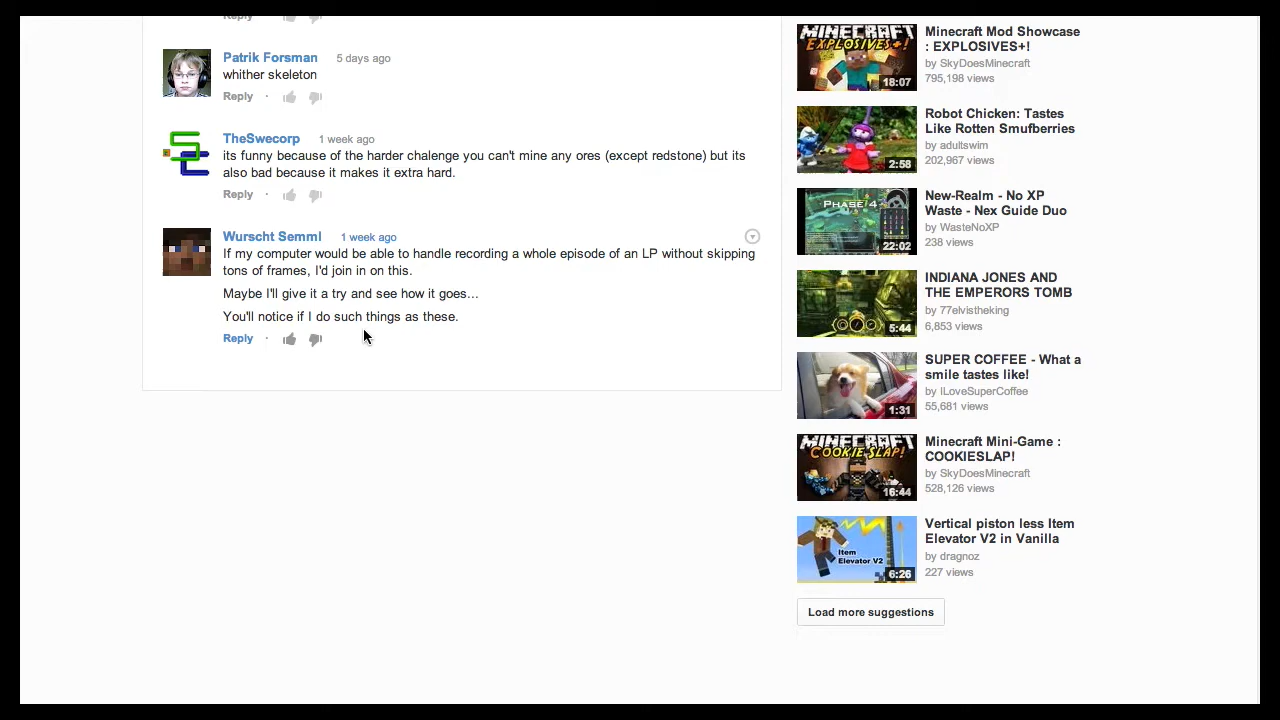 Reply
Patrik Forsman 5 days ago
whither skeleton
Reply ·
TheSwecorp 1 week ago
its funny because of the harder chalenge you can't mine any ores (except redstone) but its
also bad because it makes it extra hard.
Reply ·
Wurscht Semml 1 week ago
If my computer would be able to handle recording a whole episode of an LP without skipping
tons of frames, I'd join in on this.
Maybe I'll give it a try and see how it goes...
You'll notice if I do such things as these.
Reply ·
MINECRAFT
EXPLOSIVES+!
18:07
Minecraft Mod Showcase
: EXPLOSIVES+!
by SkyDoesMinecraft
795,198 views
2:58
Robot Chicken: Tastes
Like Rotten Smufberries
by adultswim
202,967 views
PHASE 4
22:02
New-Realm - No XP
Waste - Nex Guide Duo
by WasteNoXP
238 views
5:44
INDIANA JONES AND
THE EMPERORS TOMB
by 77elvistheking
6,853 views
1:31
SUPER COFFEE - What a
smile tastes like!
by ILoveSuperCoffee
55,681 views
MINECRAFT
COOKIE SLAP!
16:44
Minecraft Mini-Game :
COOKIESLAP!
by SkyDoesMinecraft
528,126 views
Item
Elevator V2
6:26
Vertical piston less Item
Elevator V2 in Vanilla
by dragnoz
227 views
Load more suggestions